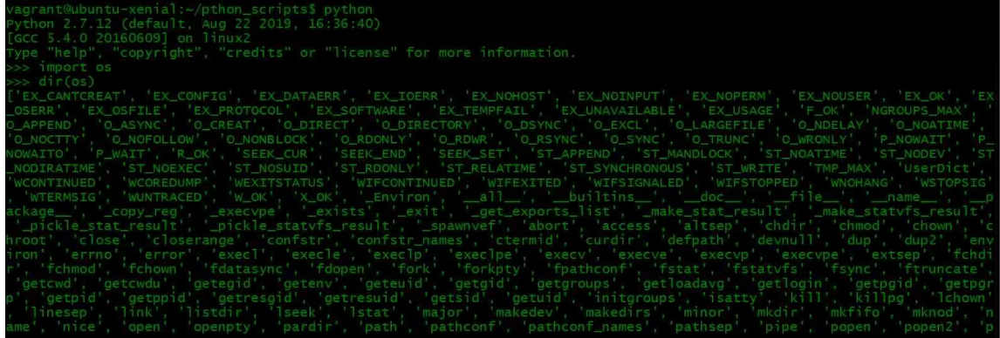 vagrant@ubuntu-xenial:~/pthon_scripts$ python
Python 2.7.12 (default, Aug 22 2019, 16:36:40)
[GCC 5.4.0 20160609] on linux2
Type "help", "copyright", "credits" or "license" for more information.
>>> import os
>>> dir(os)
['EX_CANTCREAT', 'EX_CONFIG', 'EX_DATAERR', 'EX_IOERR', 'EX_NOHOST', 'EX_NOINPUT', 'EX_NOPERM', 'EX_NOUSER', 'EX_OK', 'EX
_OSERR', 'EX_OSFILE', 'EX_PROTOCOL', 'EX_SOFTWARE', 'EX_TEMPFAIL', 'EX_UNAVAILABLE', 'EX_USAGE', 'F_OK', 'NGROUPS_MAX', '
O_APPEND', 'O_ASYNC', 'O_CREAT', 'O_DIRECT', 'O_DIRECTORY', 'O_DSYNC', 'O_EXCL', 'O_LARGEFILE', 'O_NDELAY', 'O_NOATIME',
'O_NOCTTY', 'O_NOFOLLOW', 'O_NONBLOCK', 'O_RDONLY', 'O_RDWR', 'O_RSYNC', 'O_SYNC', 'O_TRUNC', 'O_WRONLY', 'P_NOWAIT', 'P_
NOWAITO', 'P_WAIT', 'R_OK', 'SEEK_CUR', 'SEEK_END', 'SEEK_SET', 'ST_APPEND', 'ST_MANDLOCK', 'ST_NOATIME', 'ST_NODEV', 'ST
_NODIRATIME', 'ST_NOEXEC', 'ST_NOSUID', 'ST_RDONLY', 'ST_RELATIME', 'ST_SYNCHRONOUS', 'ST_WRITE', 'TMP_MAX', 'UserDict',
'WCONTINUED', 'WCOREDUMP', 'WEXITSTATUS', 'WIFCONTINUED', 'WIFEXITED', 'WIFSIGNALED', 'WIFSTOPPED', 'WNOHANG', 'WSTOPSIG'
, 'WTERMSIG', 'WUNTRACED', 'W_OK', 'X_OK', '_Environ', '__all__', '__builtins__', '__doc__', '__file__', '__name__', '__p
ackage__', '_copy_reg', '_execvpe', '_exists', '_exit', '_get_exports_list', '_make_stat_result', '_make_statvfs_result',
'_pickle_stat_result', '_pickle_statvfs_result', '_spawnvef', 'abort', 'access', 'altsep', 'chdir', 'chmod', 'chown', 'c
hroot', 'close', 'closerange', 'confstr', 'confstr_names', 'ctermid', 'curdir', 'defpath', 'devnull', 'dup', 'dup2', 'env
iron', 'errno', 'error', 'execl', 'execle', 'execlp', 'execlpe', 'execv', 'execve', 'execvp', 'execvpe', 'extsep', 'fchdi
r', 'fchmod', 'fchown', 'fdatasync', 'fdopen', 'fork', 'forkpty', 'fpathconf', 'fstat', 'fstatvfs', 'fsync', 'ftruncate',
'getcwd', 'getcwdu', 'getegid', 'getenv', 'geteuid', 'getgid', 'getgroups', 'getloadavg', 'getlogin', 'getpgid', 'getpgr
p', 'getpid', 'getppid', 'getresgid', 'getresuid', 'getsid', 'getuid', 'initgroups', 'isatty', 'kill', 'killpg', 'lchown'
, 'linesep', 'link', 'listdir', 'lseek', 'lstat', 'major', 'makedev', 'makedirs', 'minor', 'mkdir', 'mkfifo', 'mknod', 'n
ame', 'nice', 'open', 'openpty', 'pardir', 'path', 'pathconf', 'pathconf_names', 'pathsep', 'pipe', 'popen', 'popen2', 'p